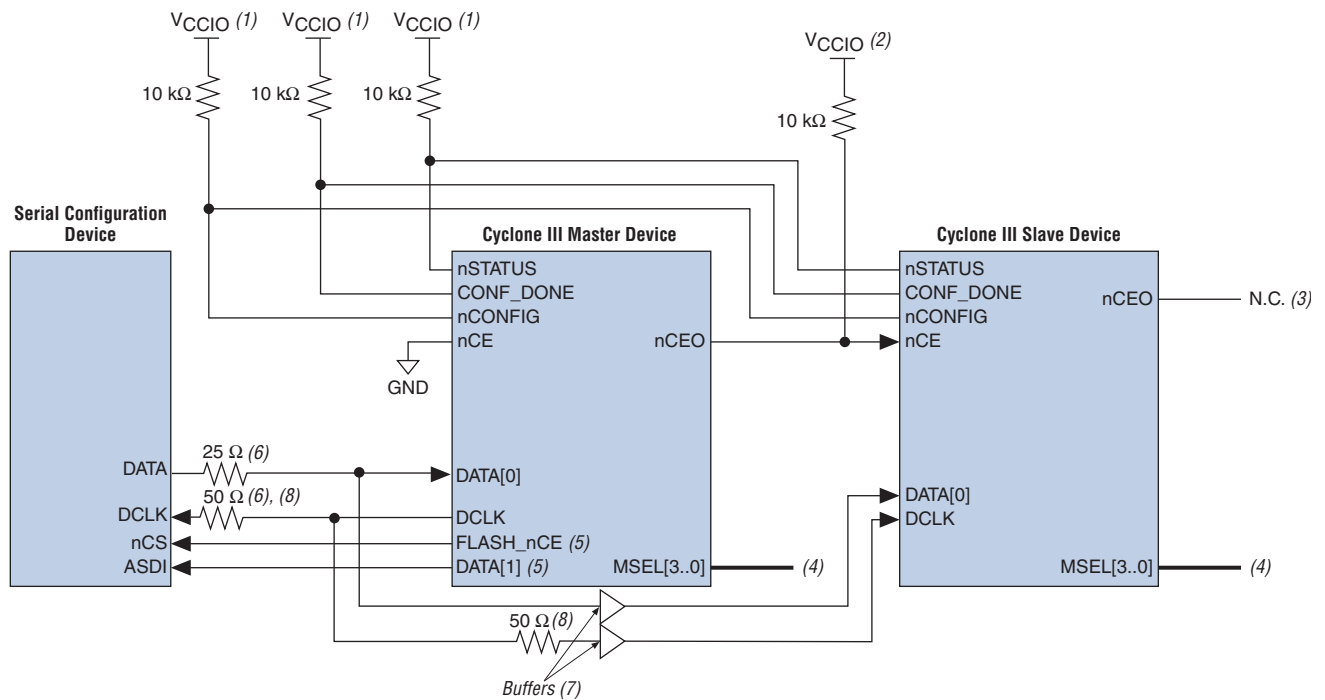 VCCIO (1) VCCIO (1) VCCIO (1)
VCCIO (2)
10 kΩ 10 kΩ 10 kΩ
10 kΩ
Serial Configuration
Device
Cyclone III Master Device
Cyclone III Slave Device
nSTATUS
CONF_DONE
nCONFIG
nCE
nCEO
GND
nSTATUS
CONF_DONE
nCONFIG
nCE
nCEO
N.C. (3)
DATA
25 Ω (6)
DATA[0]
DCLK
50 Ω (6), (8)
DCLK
nCS
FLASH_nCE (5)
ASDI
DATA[1] (5)
MSEL[3..0]
(4)
DATA[0]
DCLK
MSEL[3..0]
(4)
50 Ω (8)
Buffers (7)